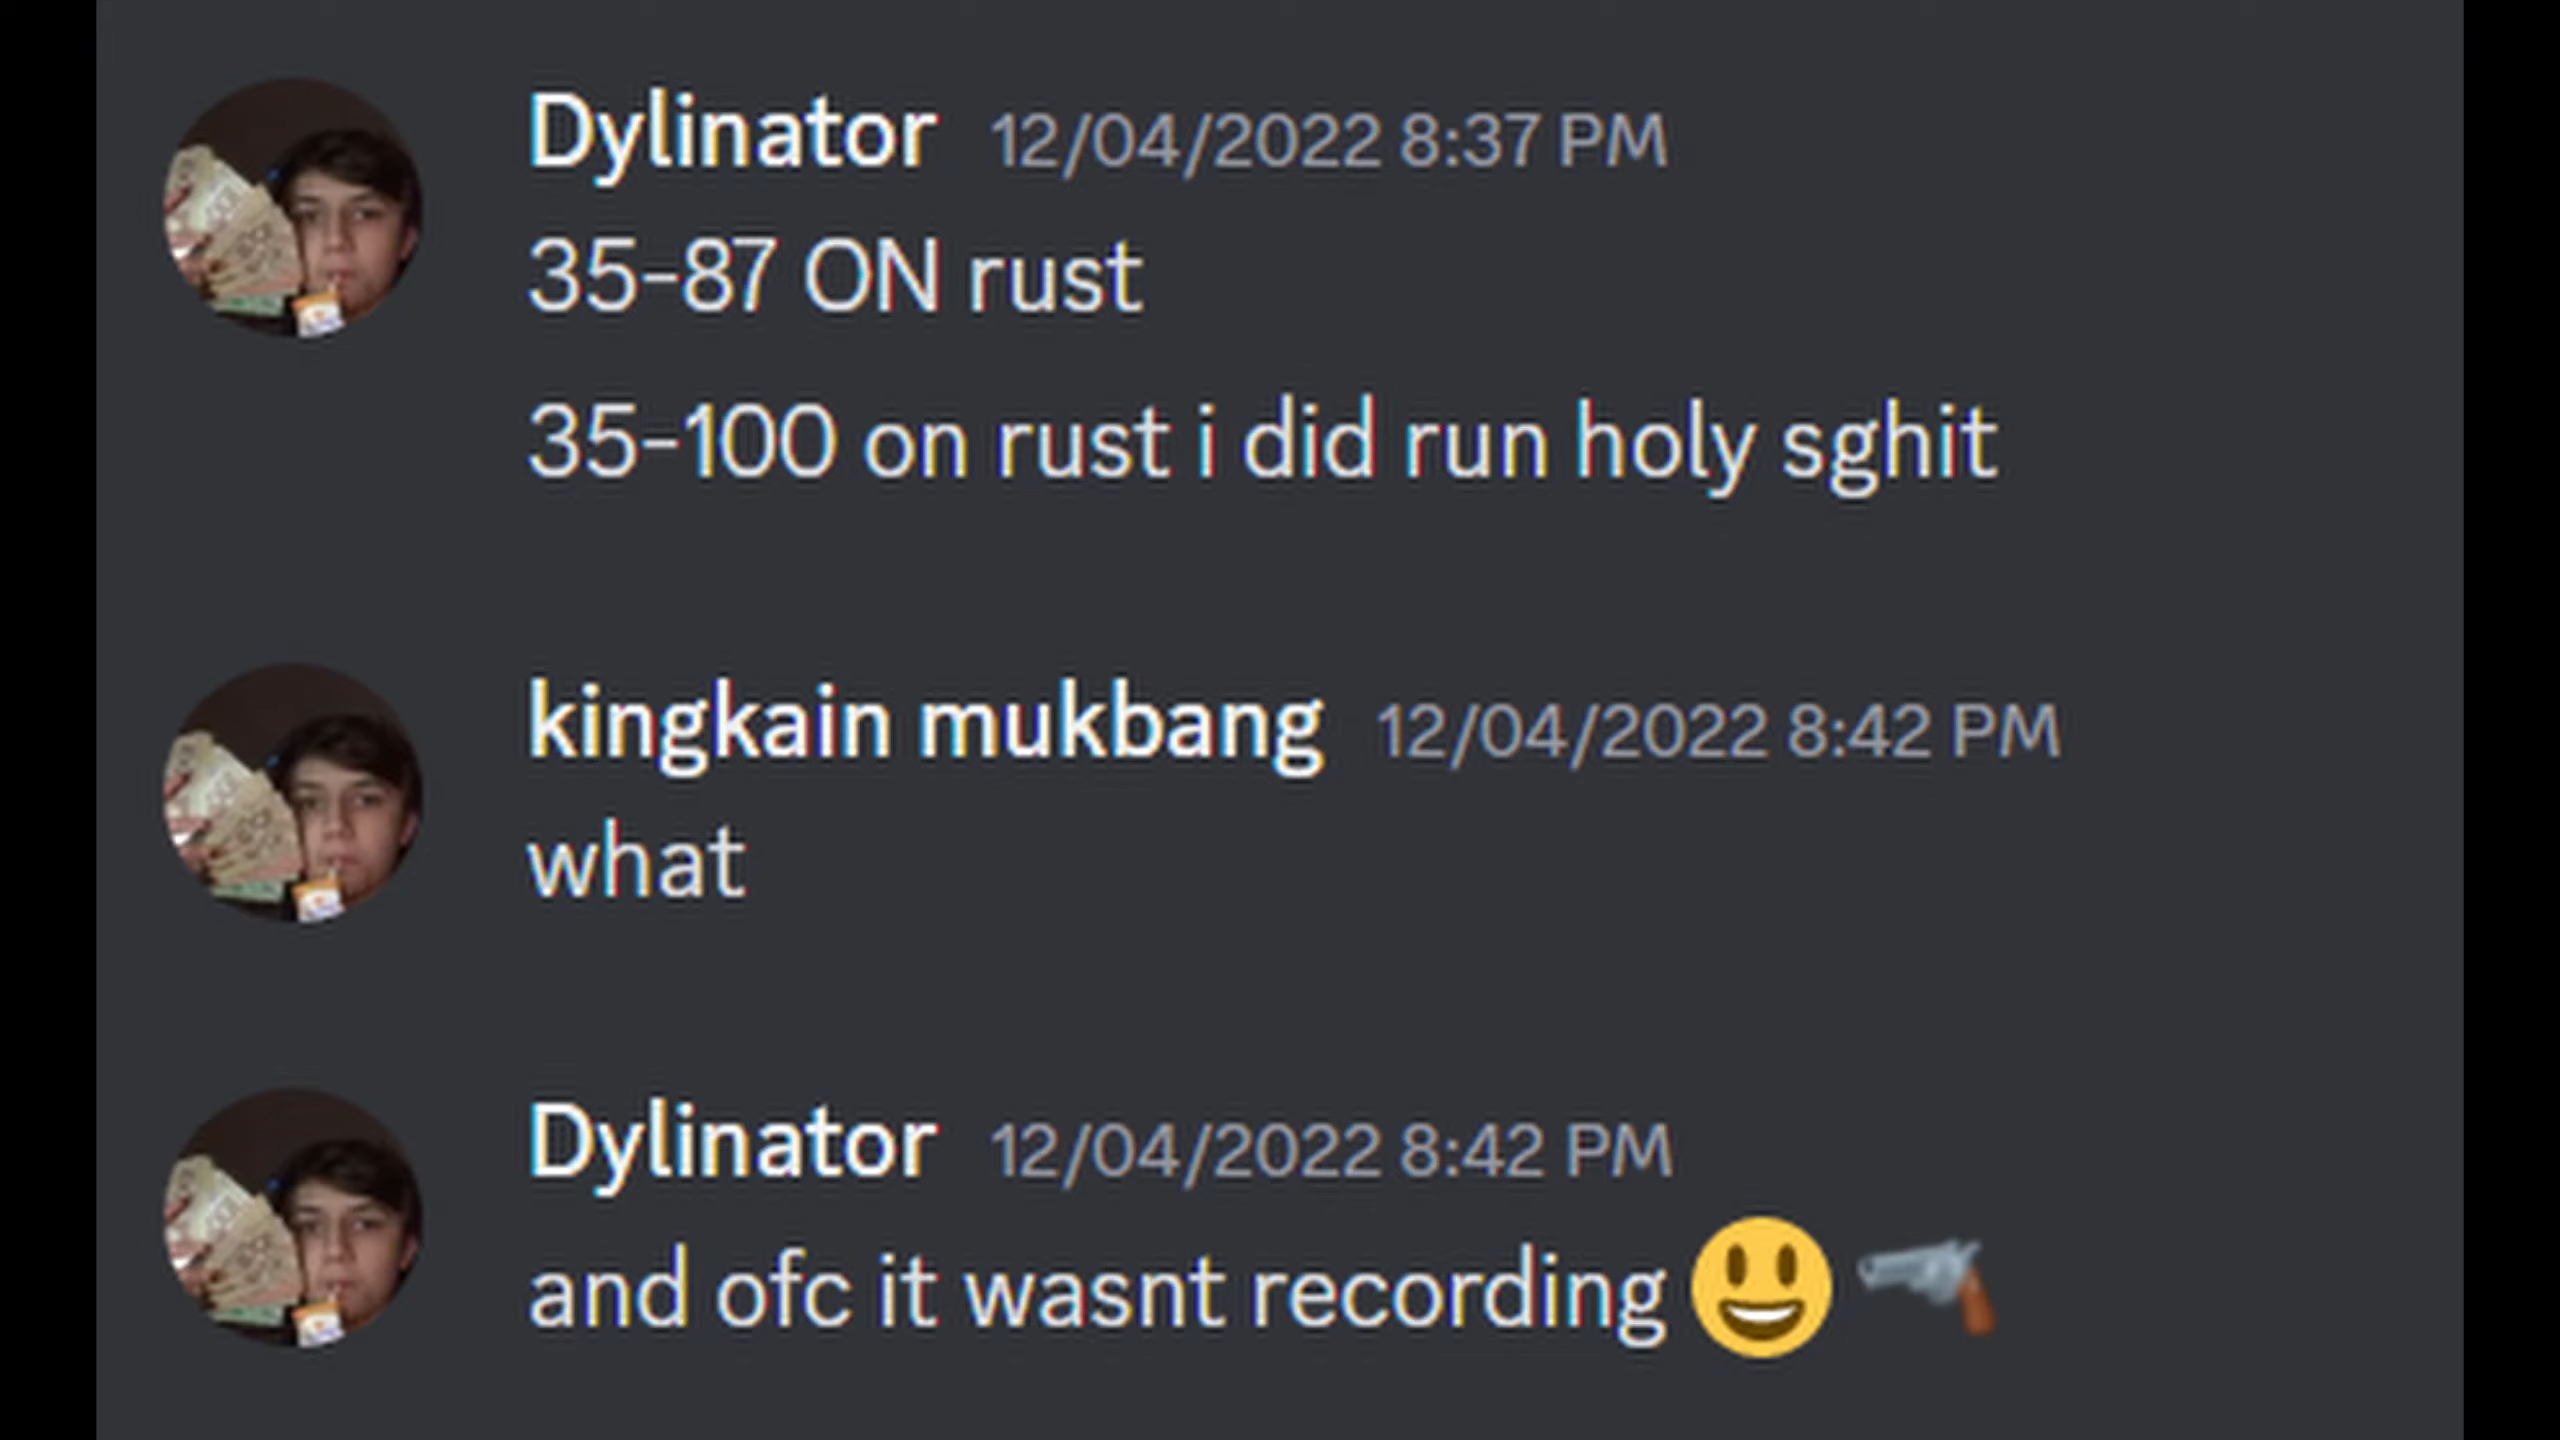 Dylinator 12/04/2022 8:37 PM
35-87 ON rust
35-100 on rust i did run holy sghit
kingkain mukbang 12/04/2022 8:42 PM
what
Dylinator 12/04/2022 8:42 PM
and ofc it wasnt recording 😃 🔫